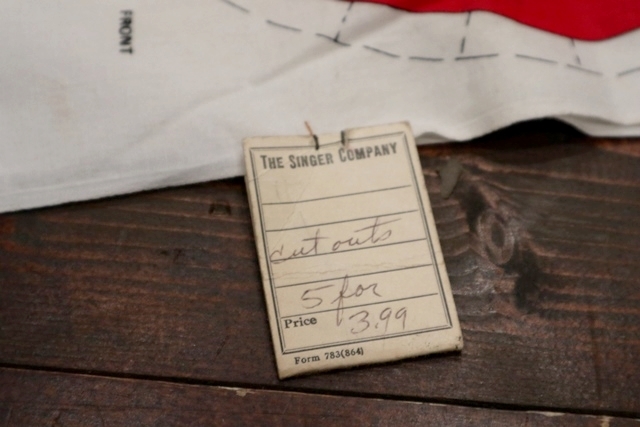 FRONT
THE SINGER COMPANY
cut outs
5 for
Price 3.99
Form 783(864)